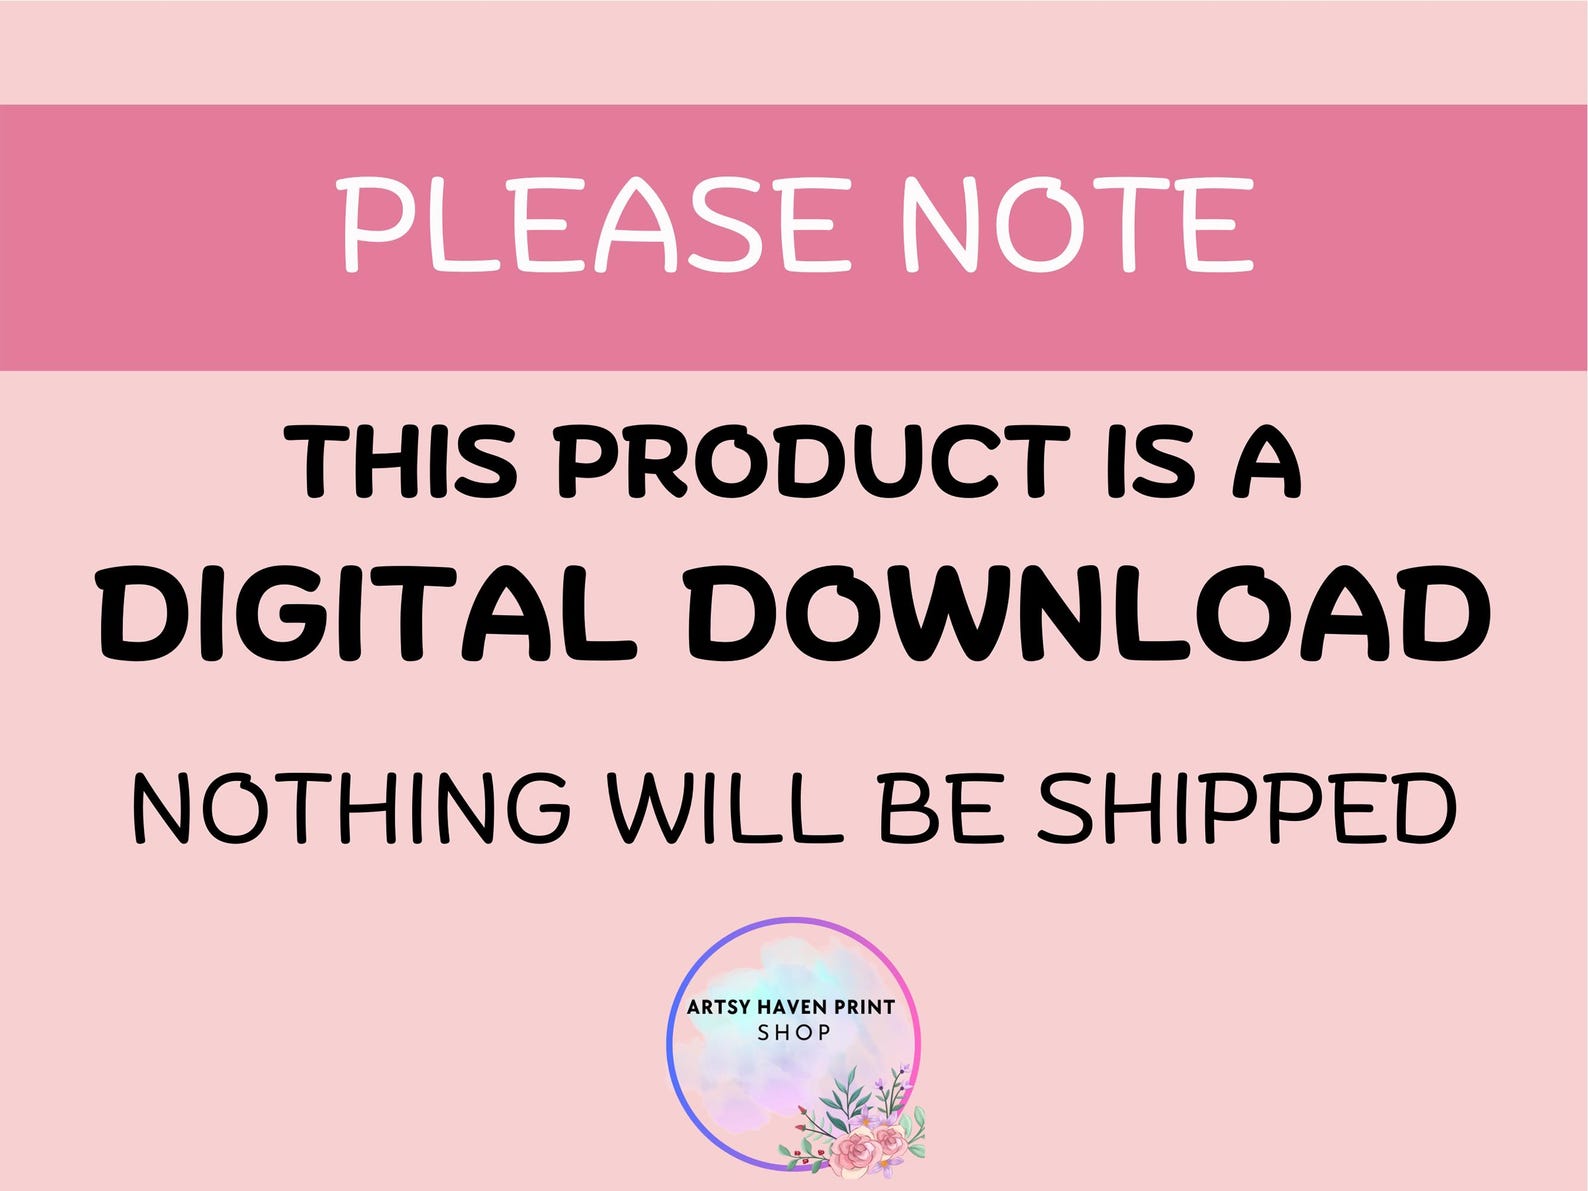 PLEASE NOTE
THIS PRODUCT IS A
DIGITAL DOWNLOAD
NOTHING WILL BE SHIPPED
ARTSY HAVEN PRINT
SHOP